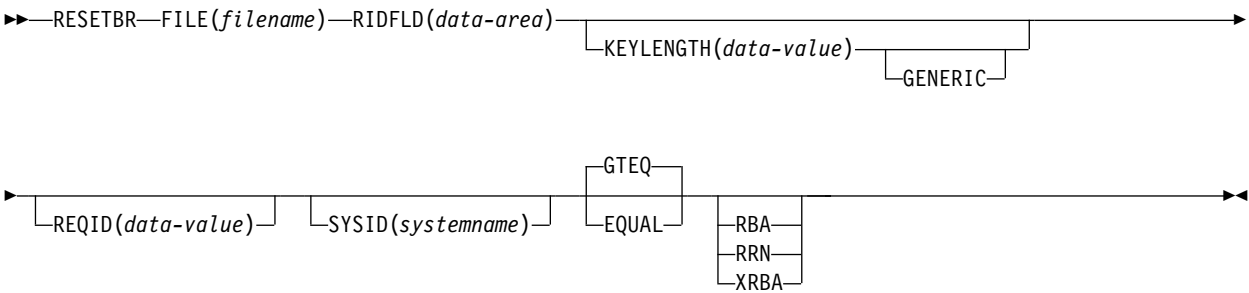 RESETBR FILE(filename) RIDFLD(data-area)
KEYLENGTH(data-value)
GENERIC
GTEQ
REQID(data-value) SYSID(systemname) EQUAL RBA
RRN
XRBA